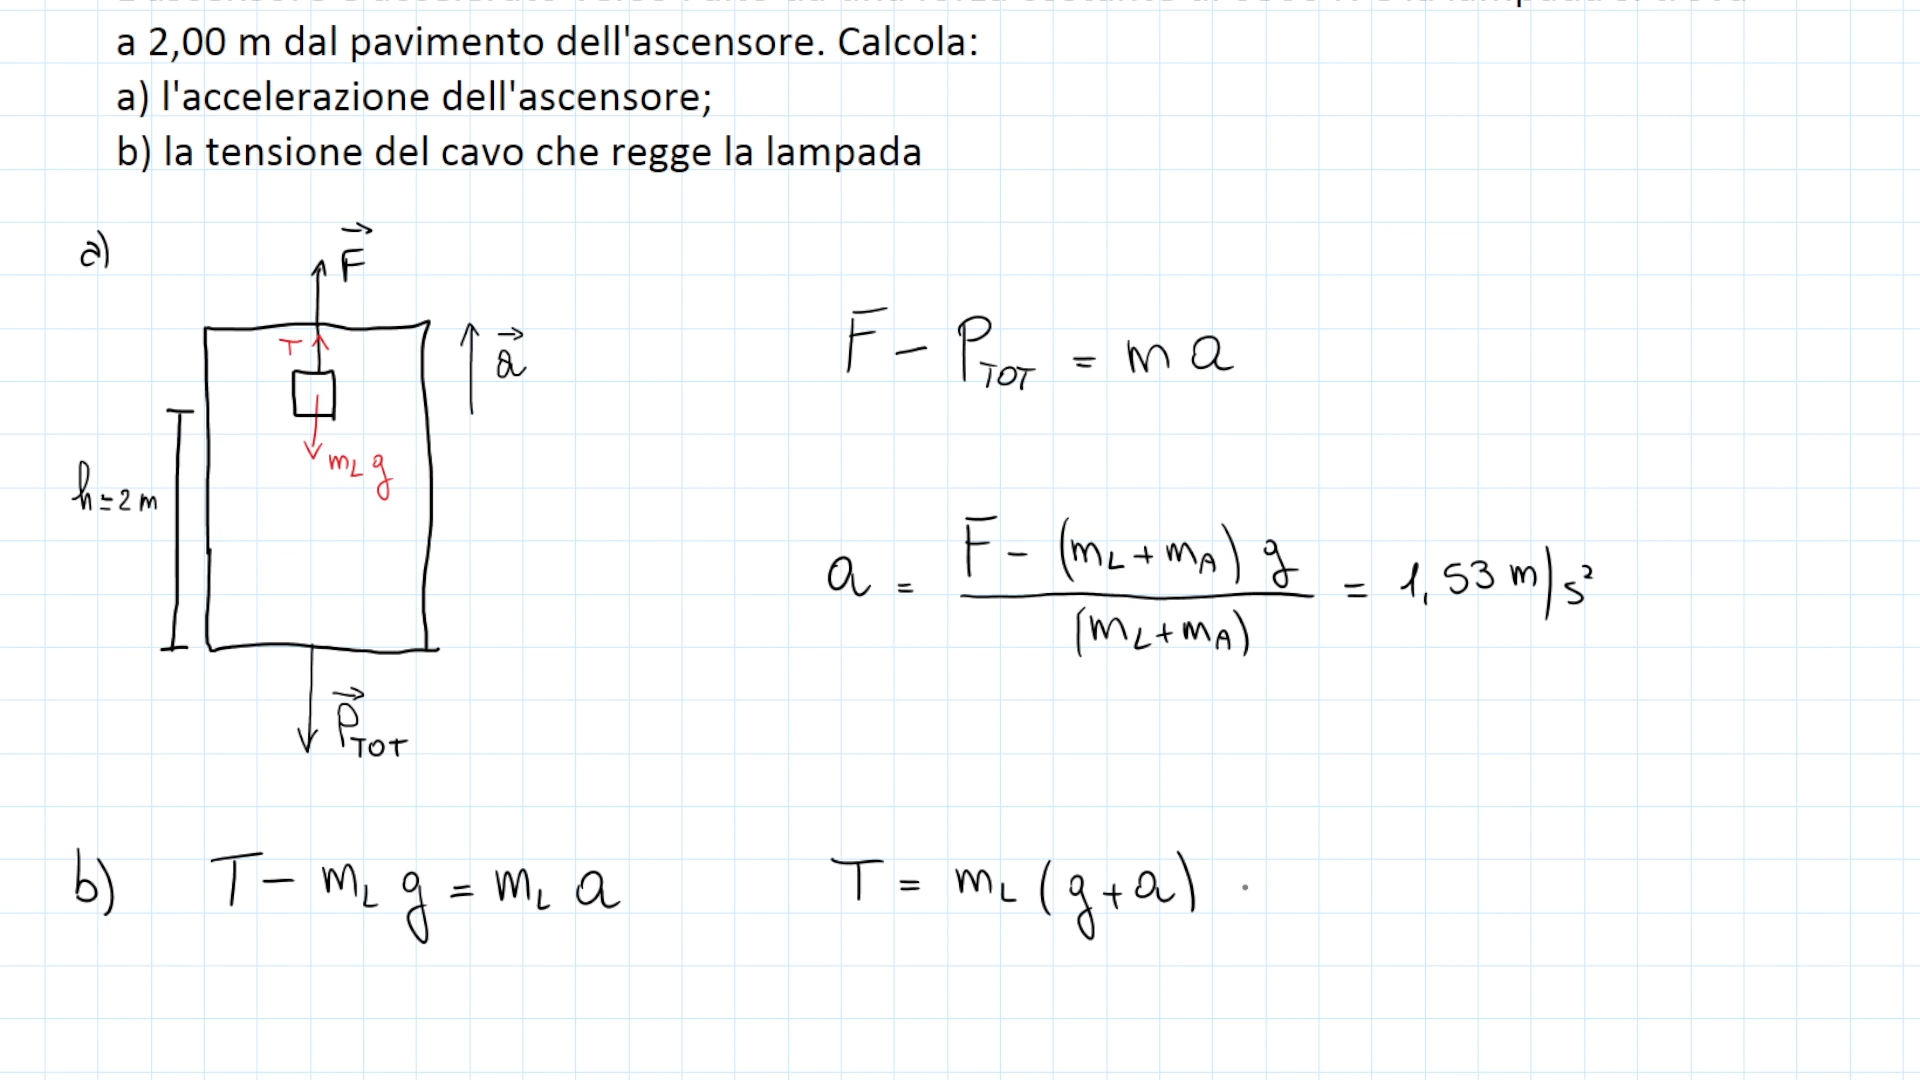 a 2,00 m dal pavimento dell'ascensore. Calcola:
a) l'accelerazione dell'ascensore;
b) la tensione del cavo che regge la lampada
a)
F
T
a
m_L g
h = 2 m
P_TOT
F - P_TOT = m a
a = F - (m_L + m_A) g / (m_L + m_A) = 1,53 m/s²
b) T - m_L g = m_L a
T = m_L (g + a)